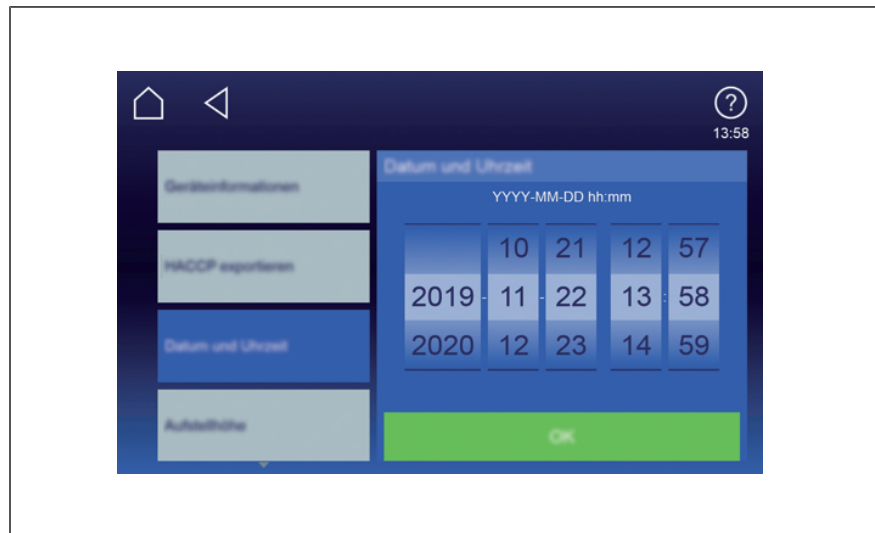 ?
13:58
Geräteinformationen
HACCP exportieren
Datum und Uhrzeit
Aufstellhöhe
Datum und Uhrzeit
YYYY-MM-DD hh:mm
10 21 12 57
2019 - 11 - 22 13 : 58
2020 12 23 14 59
OK